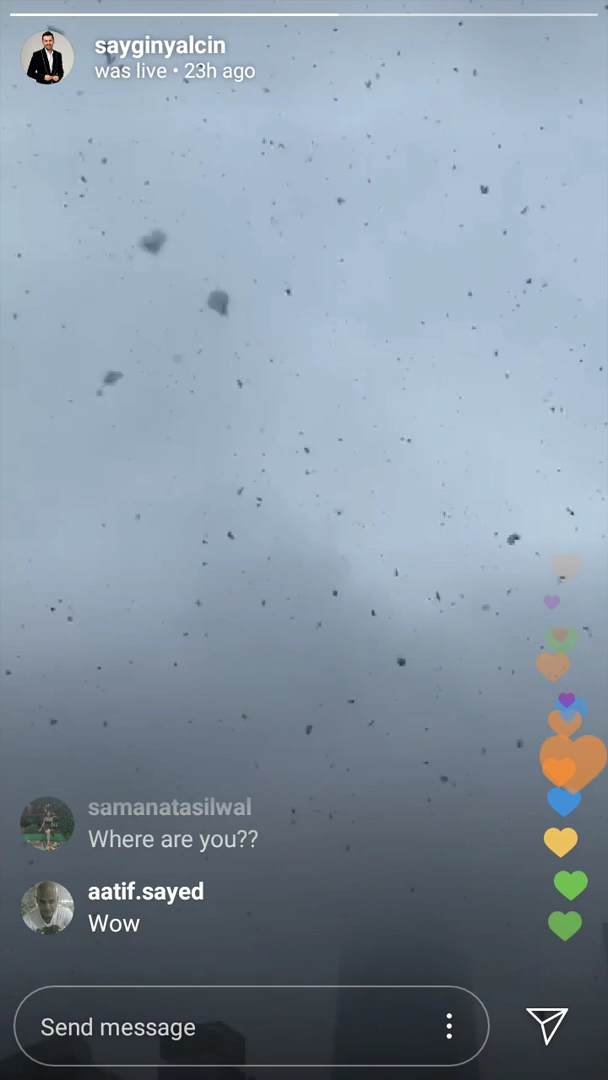 sayginyalcin
was live • 23h ago
samanatasilwal
Where are you??
aatif.sayed
Wow
Send message